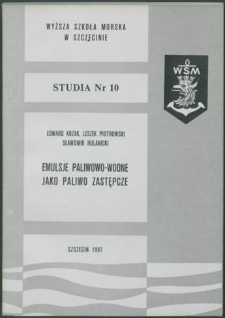 WYŻSZA SZKOŁA MORSKA
W SZCZECINIE
WSM
STUDIA Nr 10
EDWARD KOZAK, LESZEK PIOTROWSKI
SŁAWOMIR HULANICKI
EMULSJE PALIWOWO-WODNE
JAKO PALIWO ZASTĘPCZE
SZCZECIN 1987